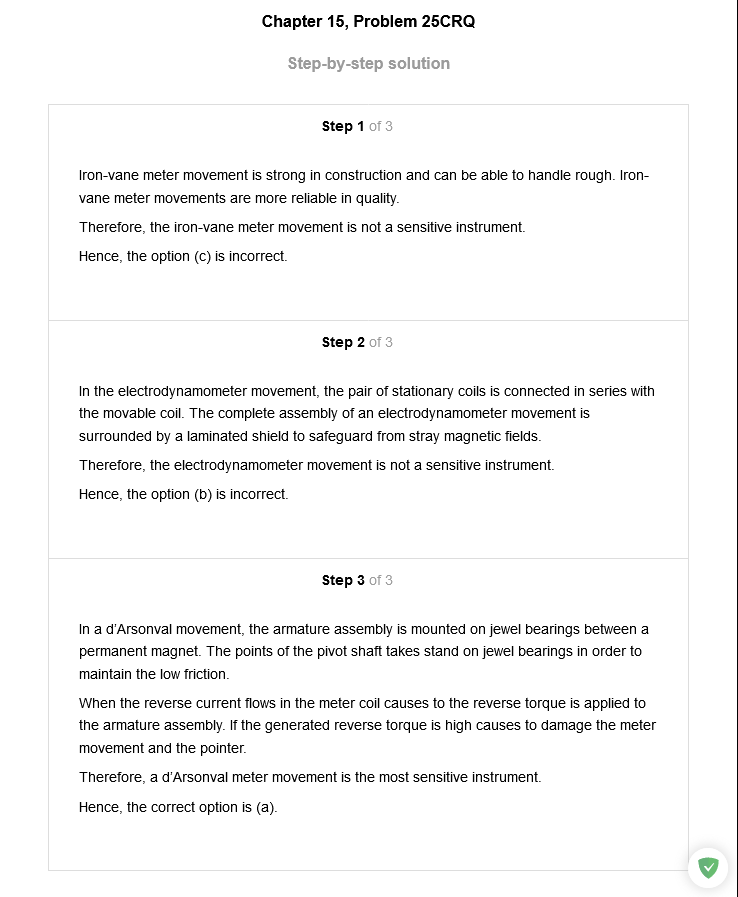 Chapter 15, Problem 25CRQ
Step-by-step solution
Step 1 of 3
Iron-vane meter movement is strong in construction and can be able to handle rough. Iron-
vane meter movements are more reliable in quality.
Therefore, the iron-vane meter movement is not a sensitive instrument.
Hence, the option (c) is incorrect.
Step 2 of 3
In the electrodynamometer movement, the pair of stationary coils is connected in series with
the movable coil. The complete assembly of an electrodynamometer movement is
surrounded by a laminated shield to safeguard from stray magnetic fields.
Therefore, the electrodynamometer movement is not a sensitive instrument.
Hence, the option (b) is incorrect.
Step 3 of 3
In a d'Arsonval movement, the armature assembly is mounted on jewel bearings between a
permanent magnet. The points of the pivot shaft takes stand on jewel bearings in order to
maintain the low friction.
When the reverse current flows in the meter coil causes to the reverse torque is applied to
the armature assembly. If the generated reverse torque is high causes to damage the meter
movement and the pointer.
Therefore, a d'Arsonval meter movement is the most sensitive instrument.
Hence, the correct option is (a).